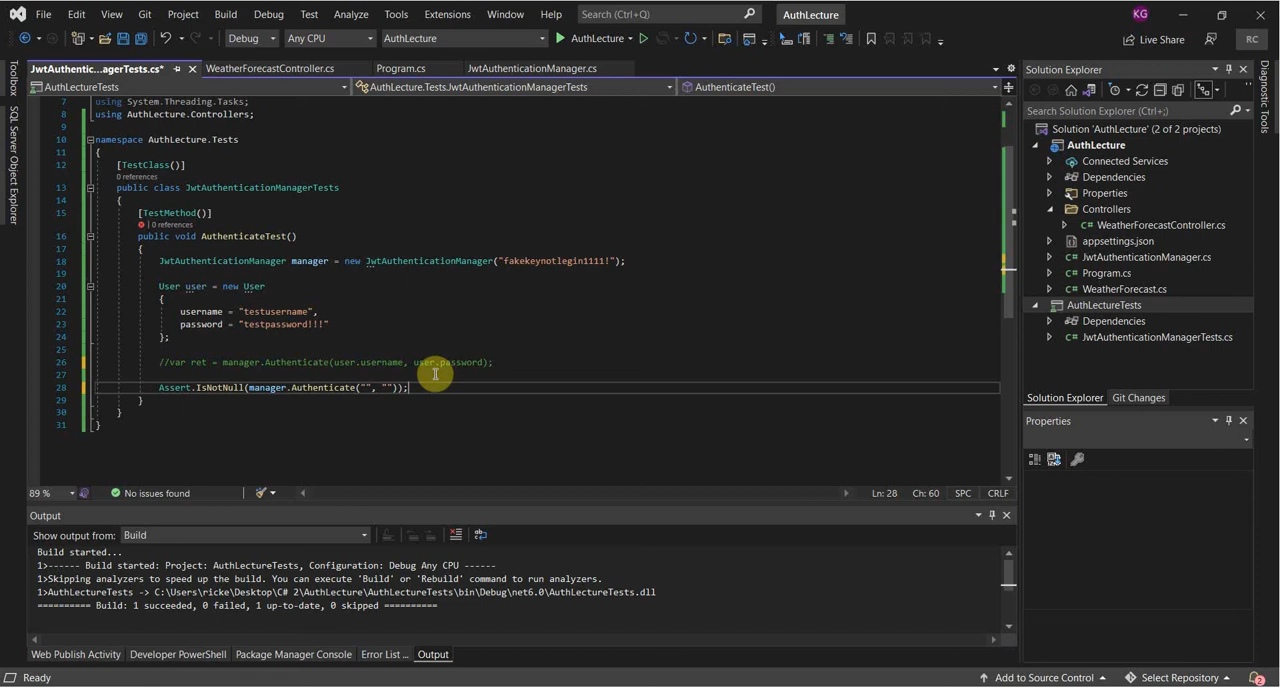 File Edit View Git Project Build Debug Test Analyze Tools Extensions Window Help Search (Ctrl+Q) AuthLecture KG
Debug Any CPU AuthLecture AuthLecture Live Share RC
JwtAuthentic...agerTests.cs* WeatherForecastController.cs Program.cs JwtAuthenticationManager.cs
AuthLectureTests AuthLecture.Tests.JwtAuthenticationManagerTests AuthenticateTest()
Toolbox
SQL Server Object Explorer
7 using System.Threading.Tasks;
8 using AuthLecture.Controllers;
9
10 namespace AuthLecture.Tests
11 {
12 [TestClass()]
0 references
13 public class JwtAuthenticationManagerTests
14 {
15 [TestMethod()]
| 0 references
16 public void AuthenticateTest()
17 {
18 JwtAuthenticationManager manager = new JwtAuthenticationManager("fakekeynotlegin1111!");
19
20 User user = new User
21 {
22 username = "testusername",
23 password = "testpassword!!!"
24 };
25
26 //var ret = manager.Authenticate(user.username, user.password);
27
28 Assert.IsNotNull(manager.Authenticate("", ""));
29 }
30 }
31 }
89 % No issues found Ln: 28 Ch: 60 SPC CRLF
Output
Show output from: Build
Build started...
1>------ Build started: Project: AuthLectureTests, Configuration: Debug Any CPU ------
1>Skipping analyzers to speed up the build. You can execute 'Build' or 'Rebuild' command to run analyzers.
1>AuthLectureTests -> C:\Users\ricke\Desktop\C# 2\AuthLecture\AuthLectureTests\bin\Debug\net6.0\AuthLectureTests.dll
========== Build: 1 succeeded, 0 failed, 1 up-to-date, 0 skipped ==========
Web Publish Activity Developer PowerShell Package Manager Console Error List ... Output
Solution Explorer
Search Solution Explorer (Ctrl+;)
Solution 'AuthLecture' (2 of 2 projects)
AuthLecture
Connected Services
Dependencies
Properties
Controllers
C# WeatherForecastController.cs
appsettings.json
C# JwtAuthenticationManager.cs
C# Program.cs
C# WeatherForecast.cs
AuthLectureTests
Dependencies
C# JwtAuthenticationManagerTests.cs
Solution Explorer Git Changes
Properties
Diagnostic Tools
Ready Add to Source Control Select Repository 2